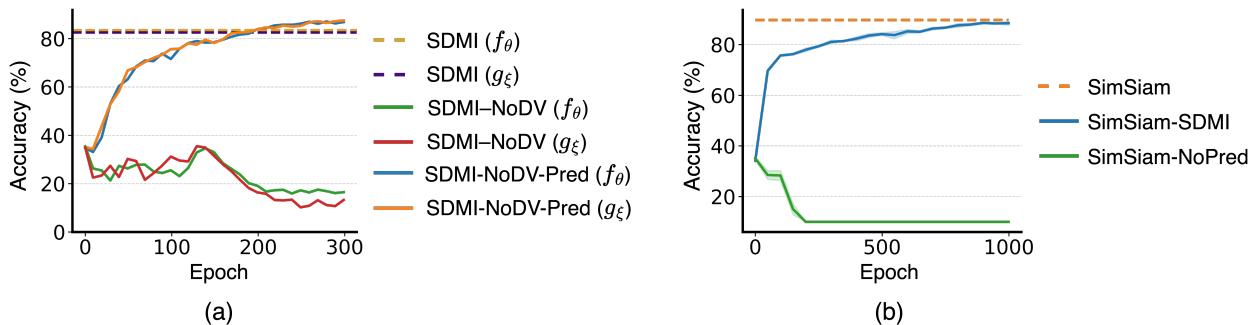 Accuracy (%)
80
60
40
20
0
0
100
200
300
Epoch
(a)
SDMI (fθ)
SDMI (gξ)
SDMI–NoDV (fθ)
SDMI–NoDV (gξ)
SDMI-NoDV-Pred (fθ)
SDMI-NoDV-Pred (gξ)
Accuracy (%)
80
60
40
20
0
500
1000
Epoch
(b)
SimSiam
SimSiam-SDMI
SimSiam-NoPred